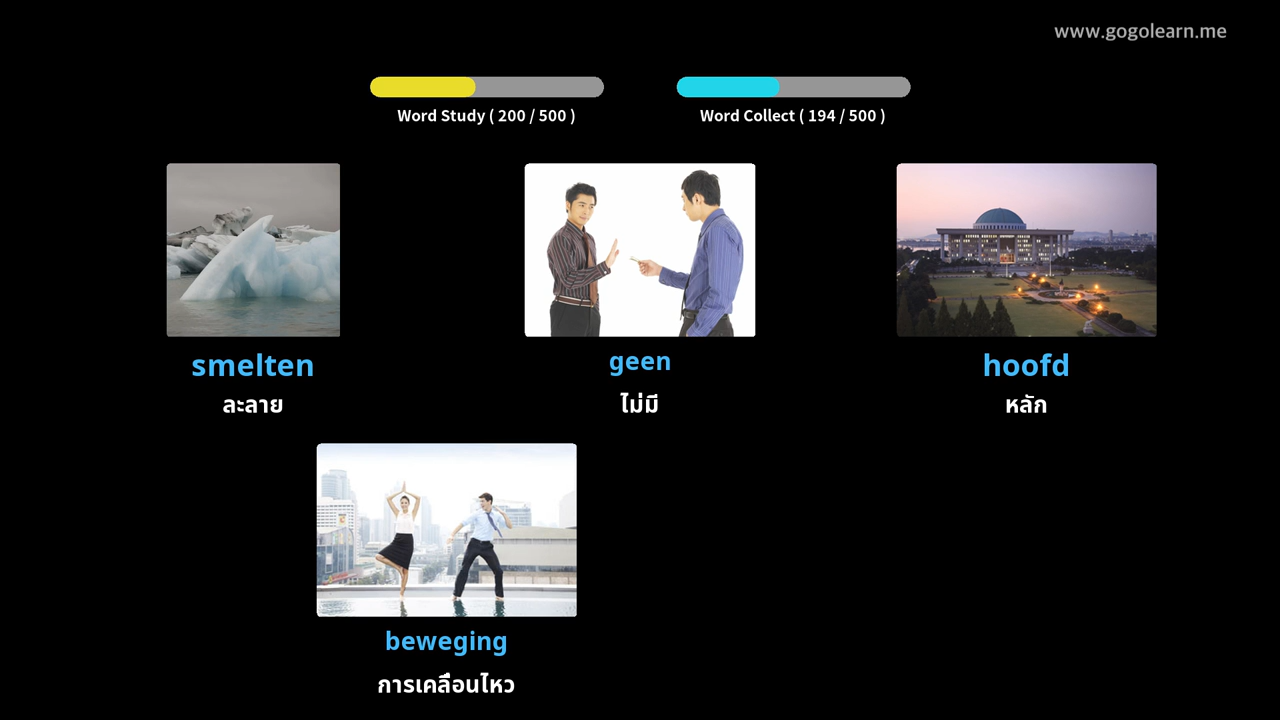 www.gogolearn.me
Word Study ( 200 / 500 )
Word Collect ( 194 / 500 )
smelten
ละลาย
geen
ไม่มี
hoofd
หลัก
beweging
การเคลื่อนไหว